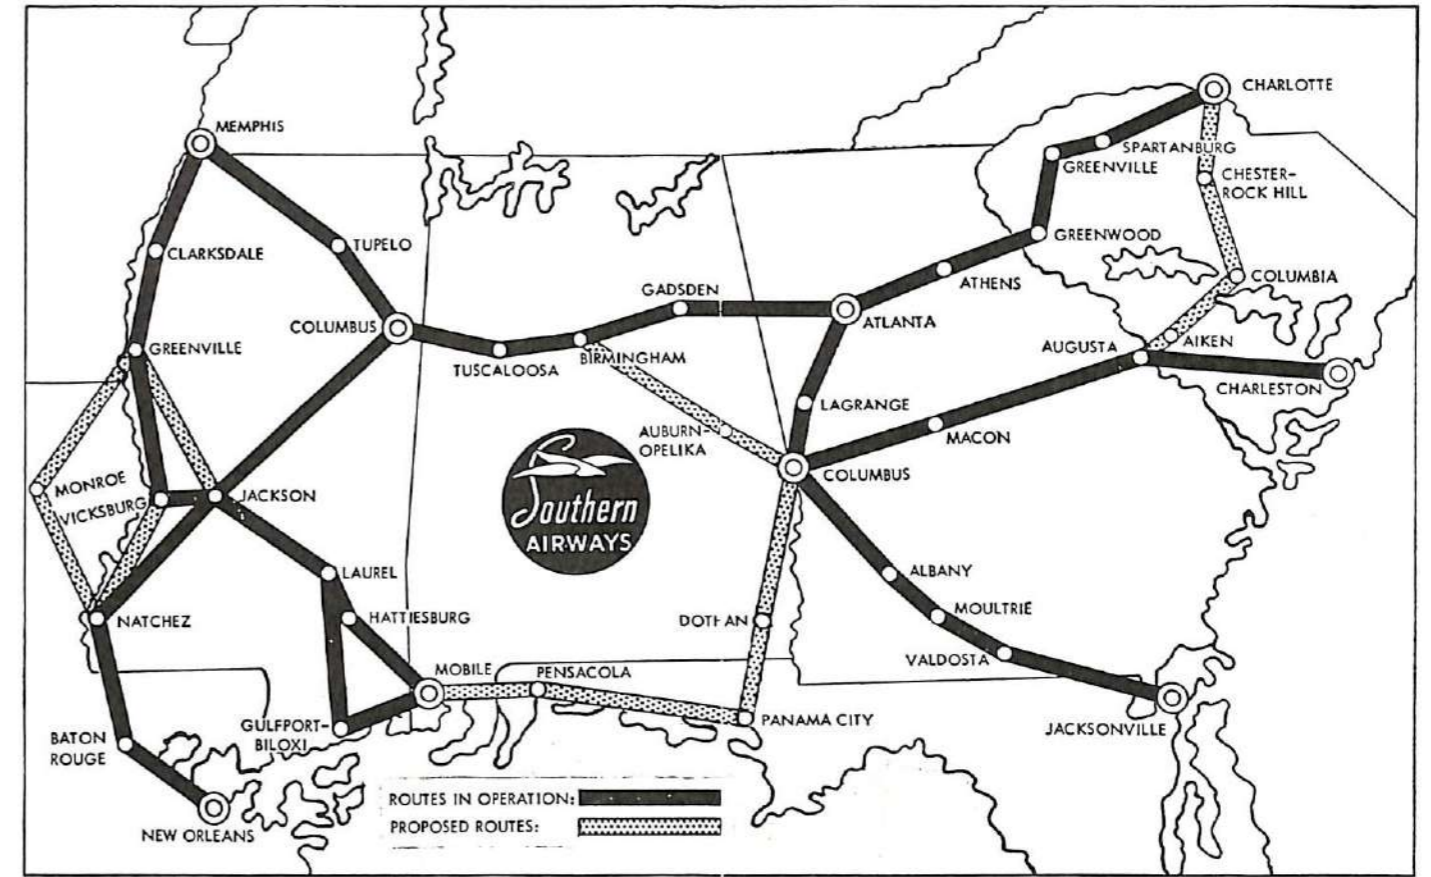 CHARLOTTE
MEMPHIS
SPARTANBURG
GREENVILLE
CHESTER-
ROCK HILL
TUPELO
GREENWOOD
CLARKSDALE
COLUMBIA
ATHENS
GADSDEN
COLUMBUS
ATLANTA
GREENVILLE
AIKEN
AUGUSTA
BIRMINGHAM
TUSCALOOSA
CHARLESTON
LAGRANGE
AUBURN-
OPELIKA
MACON
COLUMBUS
MONROE
JACKSON
VICKSBURG
Southern
AIRWAYS
LAUREL
ALBANY
MOULTRIE
NATCHEZ
HATTIESBURG
DOTHAN
VALDOSTA
MOBILE
PENSACOLA
PANAMA CITY
GULFPORT-
BILOXI
JACKSONVILLE
BATON
ROUGE
ROUTES IN OPERATION:
PROPOSED ROUTES:
NEW ORLEANS